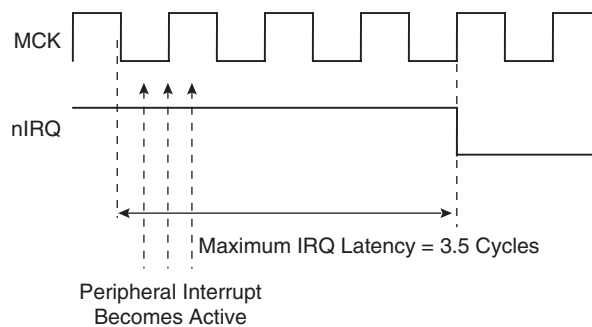 MCK
nIRQ
Maximum IRQ Latency = 3.5 Cycles
Peripheral Interrupt
Becomes Active